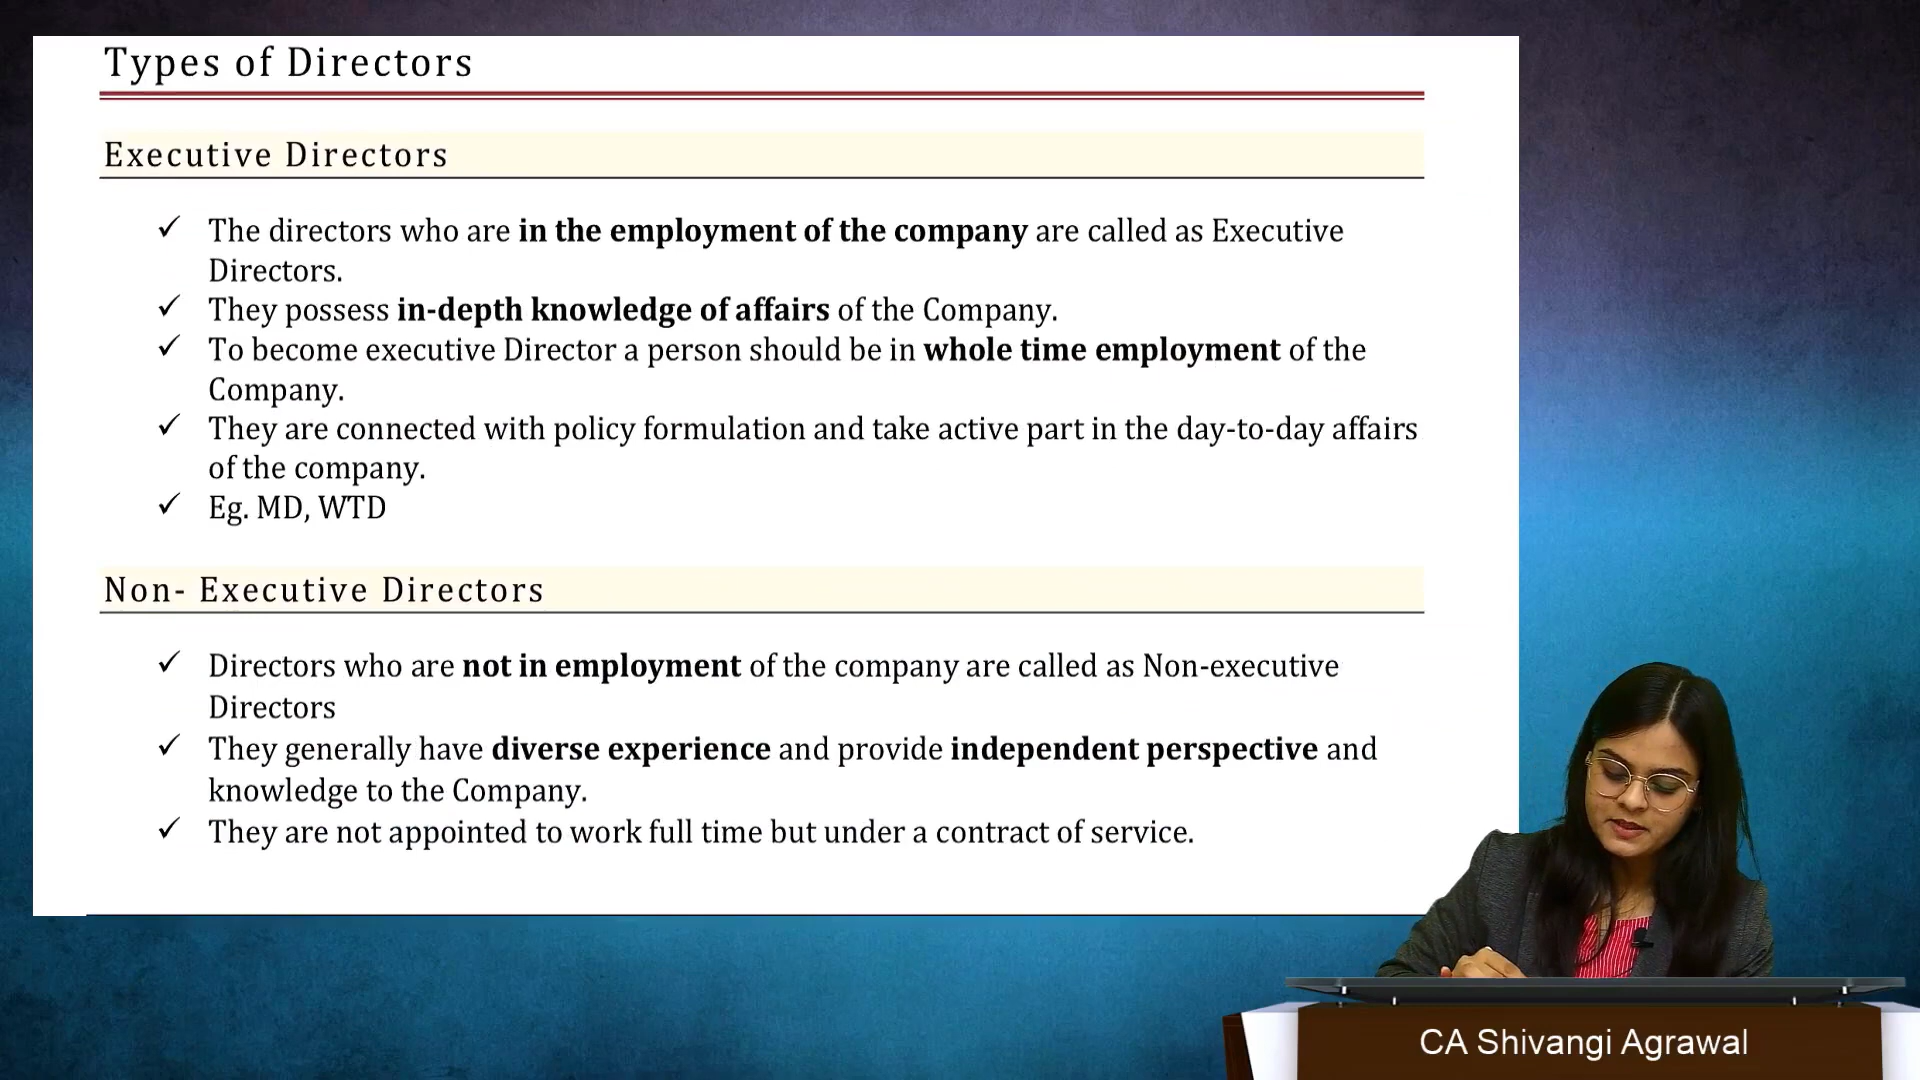 Types of Directors
Executive Directors
✓ The directors who are in the employment of the company are called as Executive
Directors.
✓ They possess in-depth knowledge of affairs of the Company.
✓ To become executive Director a person should be in whole time employment of the
Company.
✓ They are connected with policy formulation and take active part in the day-to-day affairs
of the company.
✓ Eg. MD, WTD
Non- Executive Directors
✓ Directors who are not in employment of the company are called as Non-executive
Directors
✓ They generally have diverse experience and provide independent perspective and
knowledge to the Company.
✓ They are not appointed to work full time but under a contract of service.
CA Shivangi Agrawal